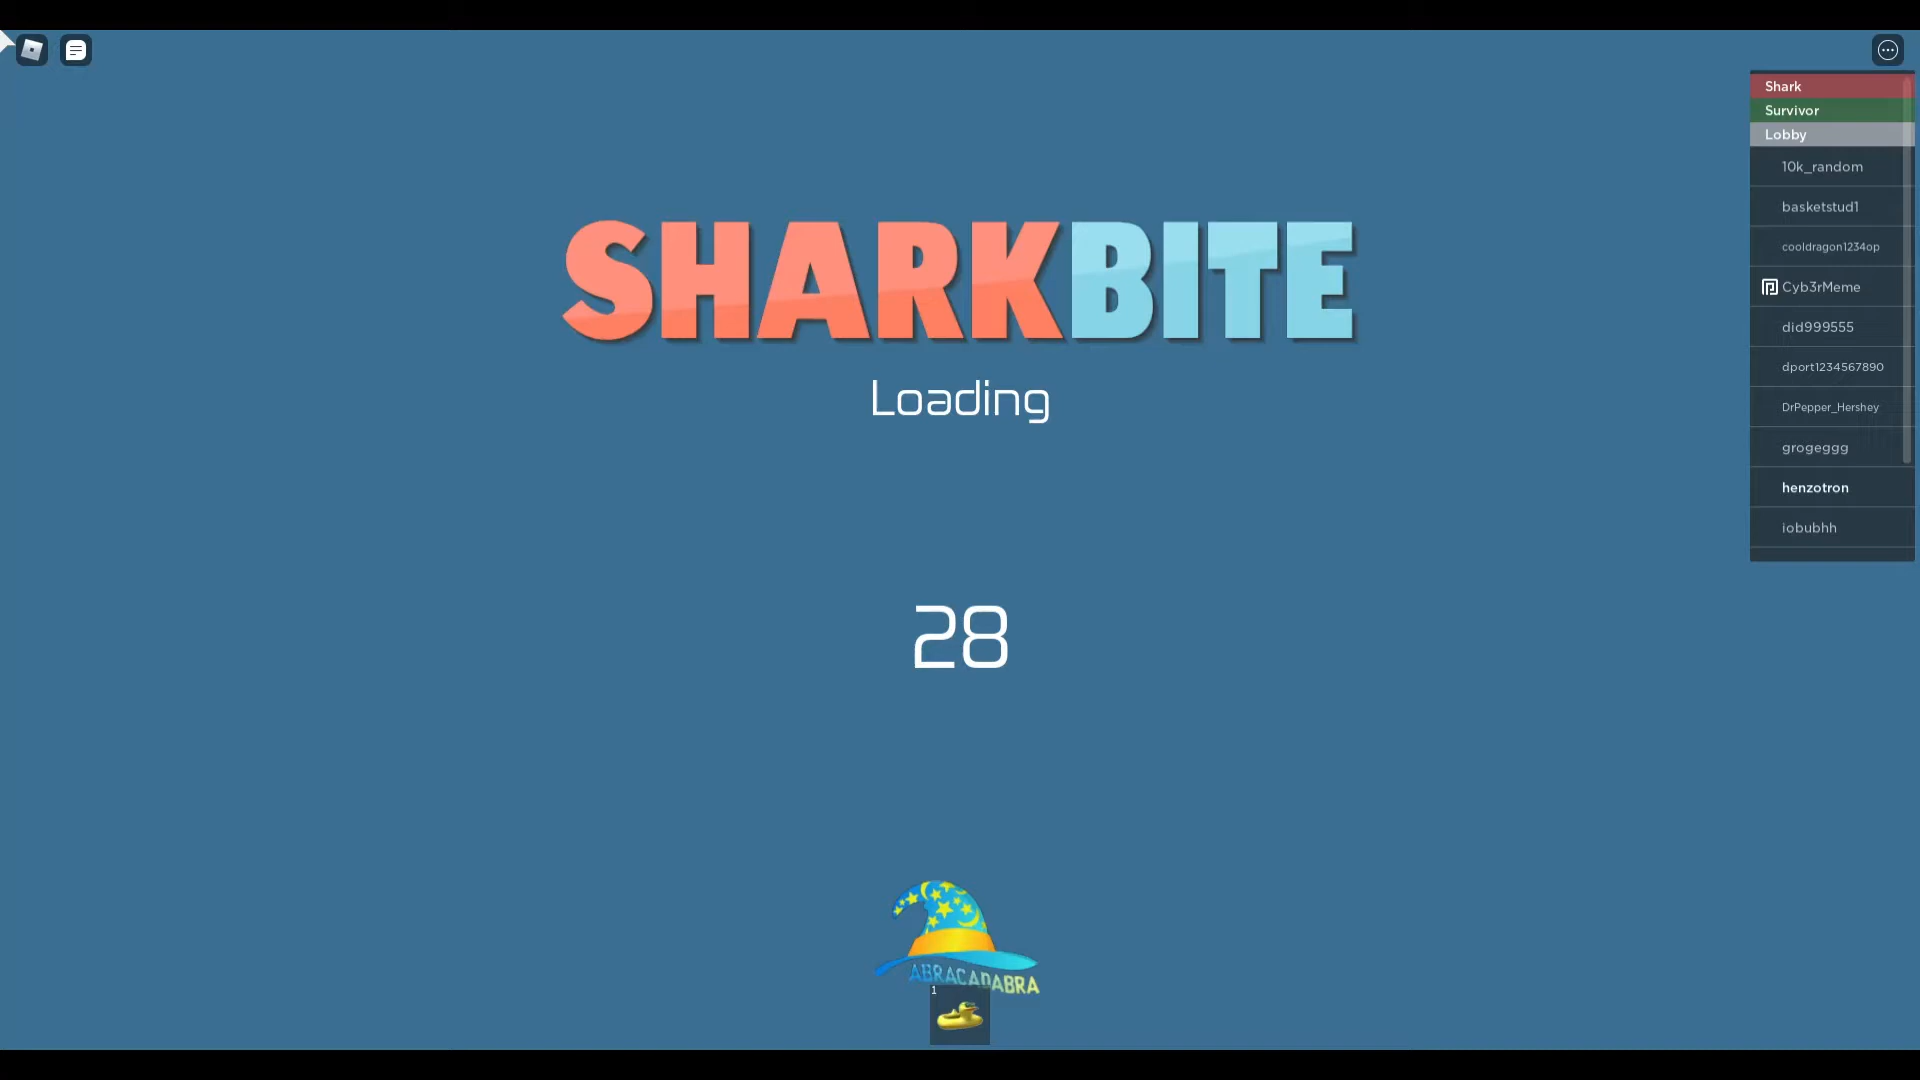 SHARKBITE
Loading
28
ABRACADABRA
1
Shark
Survivor
Lobby
10k_random
basketstud1
cooldragon1234op
Cyb3rMeme
did999555
dport1234567890
DrPepper_Hershey
grogeggg
henzotron
iobubhh